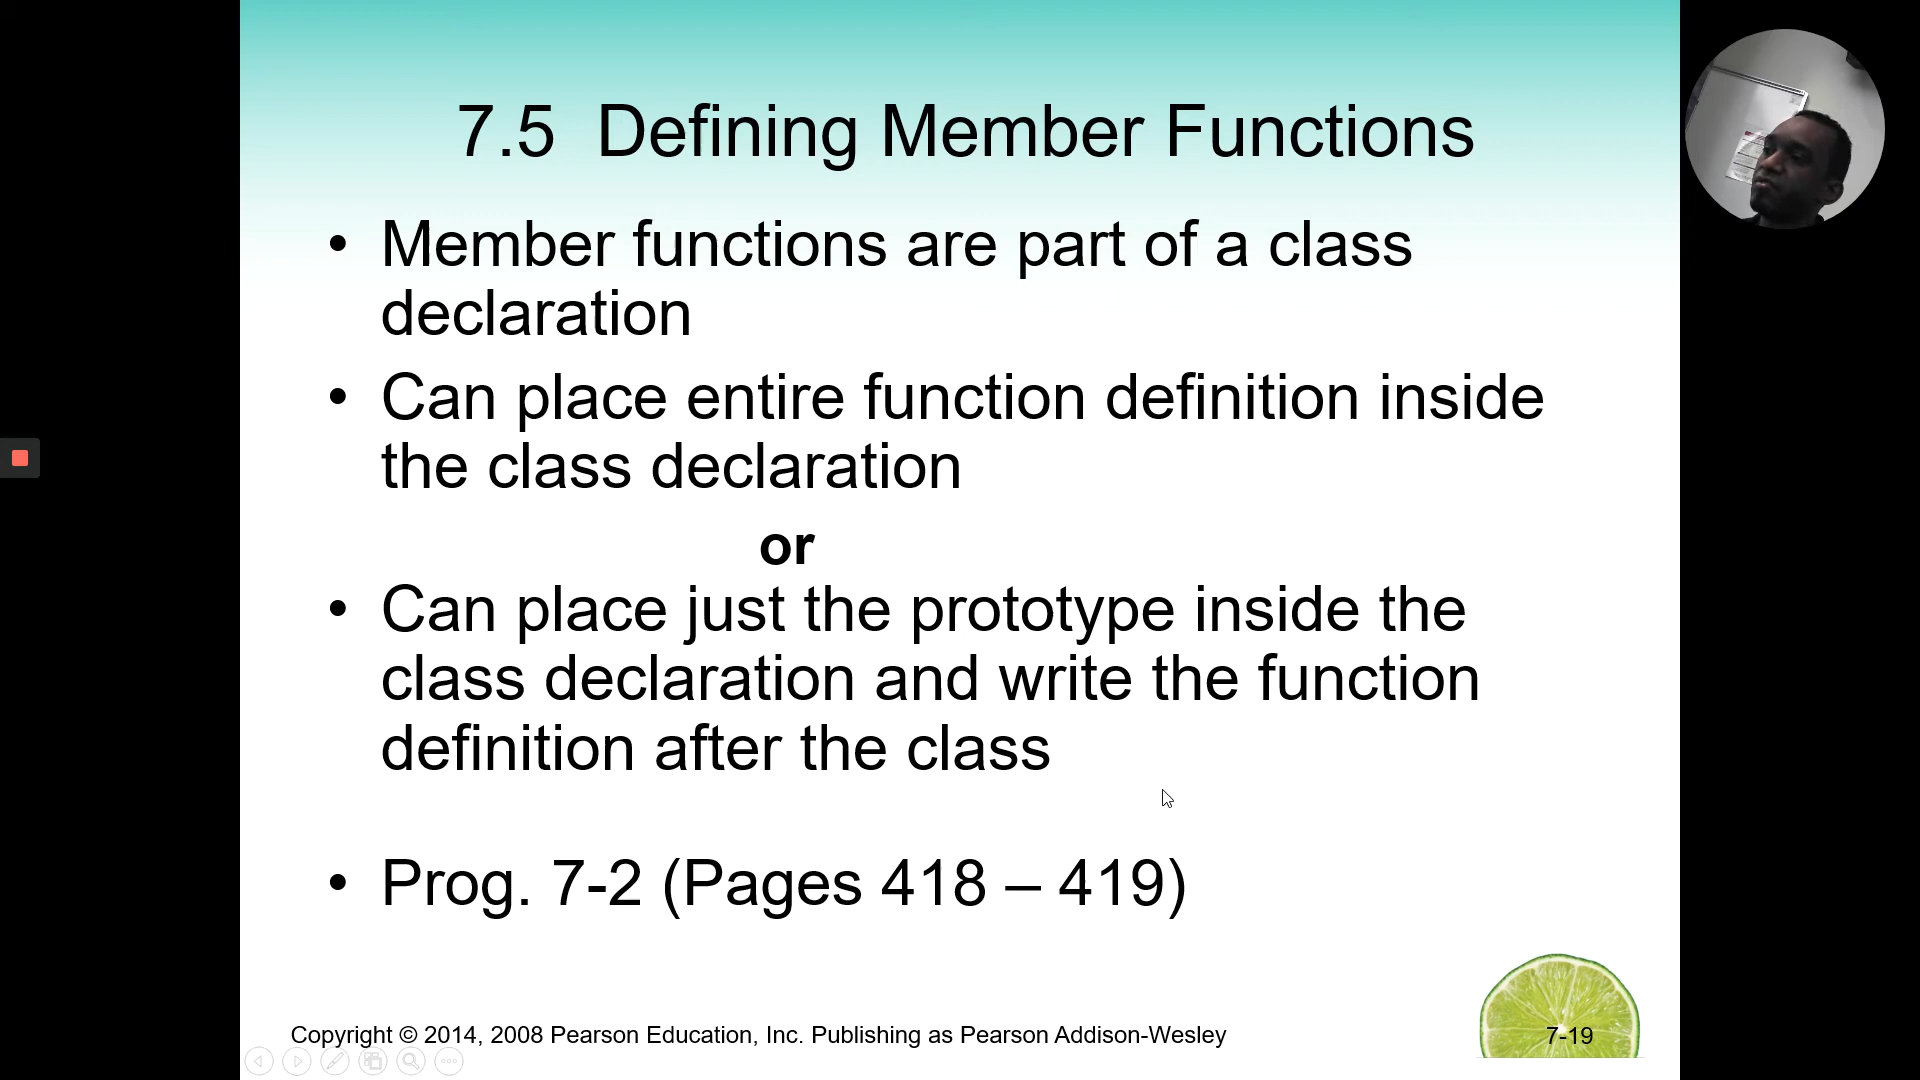 7.5 Defining Member Functions
• Member functions are part of a class
declaration
• Can place entire function definition inside
the class declaration
or
• Can place just the prototype inside the
class declaration and write the function
definition after the class
• Prog. 7-2 (Pages 418 – 419)
Copyright © 2014, 2008 Pearson Education, Inc. Publishing as Pearson Addison-Wesley
7-19